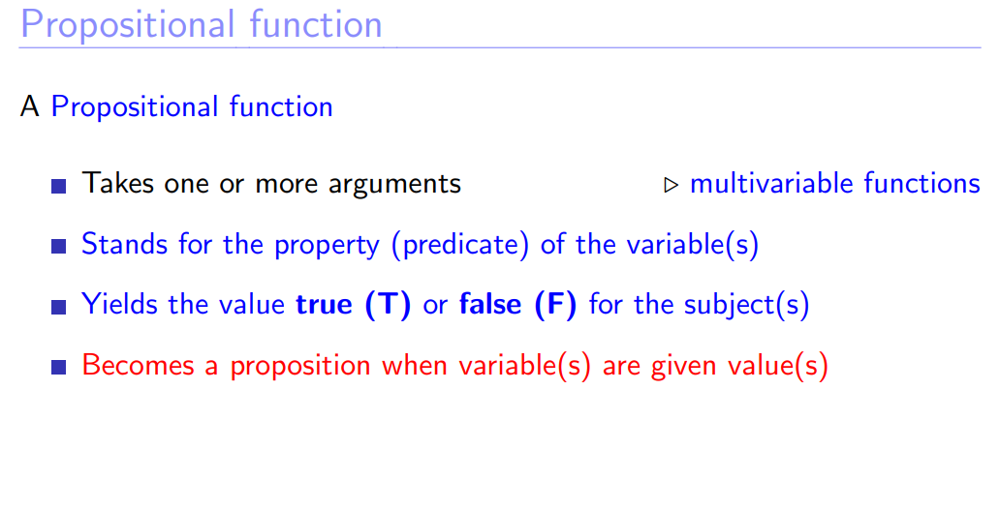 Propositional function
A Propositional function
■ Takes one or more arguments ▷ multivariable functions
■ Stands for the property (predicate) of the variable(s)
■ Yields the value true (T) or false (F) for the subject(s)
■ Becomes a proposition when variable(s) are given value(s)